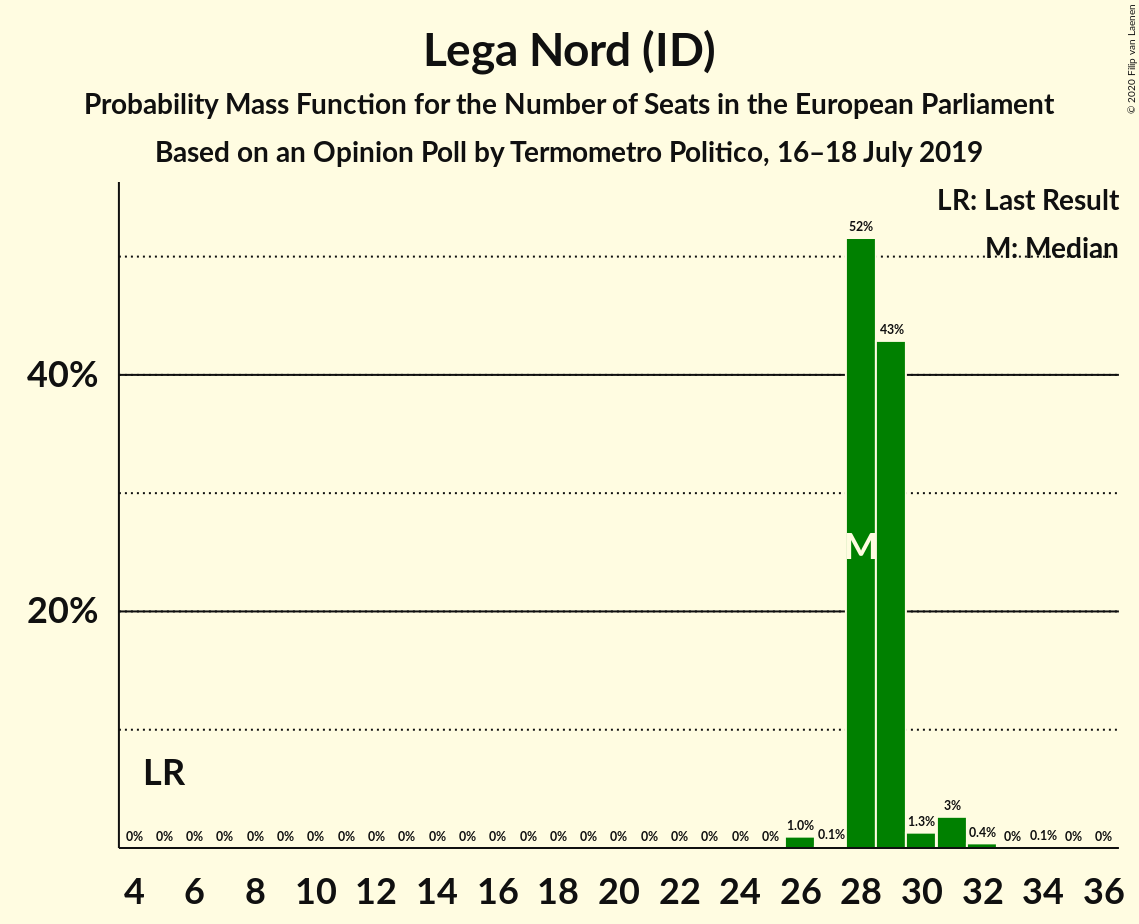 Lega Nord (ID)
Probability Mass Function for the Number of Seats in the European Parliament
Based on an Opinion Poll by Termometro Politico, 16–18 July 2019
© 2020 Filip van Laenen
LR: Last Result
M: Median
52%
43%
40%
M
20%
LR
0% 0% 0% 0% 0% 0% 0% 0% 0% 0% 0% 0% 0% 0% 0% 0% 0% 0% 0% 0% 0% 0% 1.0% 0.1% 1.3% 3% 0.4% 0% 0.1% 0% 0%
4 6 8 10 12 14 16 18 20 22 24 26 28 30 32 34 36